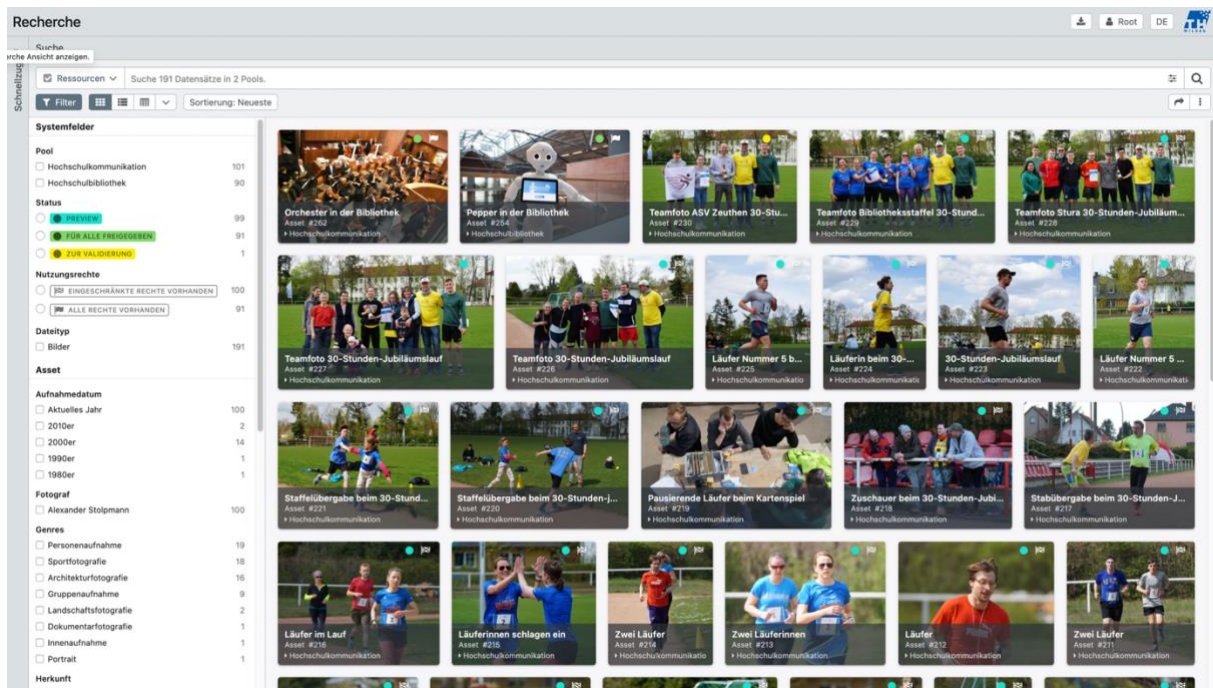 Recherche
Root
DE
TH
WILDAU
Suche
erche Ansicht anzeigen.
Schnellzug
Ressourcen
Suche 191 Datensätze in 2 Pools.
Filter
Sortierung: Neueste
Systemfelder
Pool
Hochschulkommunikation 101
Hochschulbibliothek 90
Status
PREVIEW 99
FÜR ALLE FREIGEGEBEN 91
ZUR VALIDIERUNG 1
Nutzungsrechte
EINGESCHRÄNKTE RECHTE VORHANDEN 100
ALLE RECHTE VORHANDEN 91
Dateityp
Bilder 191
Asset
Aufnahmedatum
Aktuelles Jahr 100
2010er 2
2000er 14
1990er 1
1980er 1
Fotograf
Alexander Stolpmann 100
Genres
Personenaufnahme 19
Sportfotografie 18
Architekturfotografie 16
Gruppenaufnahme 9
Landschaftsfotografie 2
Dokumentarfotografie 1
Innenaufnahme 1
Portrait 1
Herkunft
Orchester in der Bibliothek
Asset #262
Hochschulkommunikation
Pepper in der Bibliothek
Asset #254
Hochschulbibliothek
Teamfoto ASV Zeuthen 30-Stu...
Asset #230
Hochschulkommunikation
Teamfoto Bibliotheksstaffel 30-Stund...
Asset #229
Hochschulkommunikation
Teamfoto Stura 30-Stunden-Jubiläum...
Asset #228
Hochschulkommunikation
Teamfoto 30-Stunden-Jubiläumslauf
Asset #227
Hochschulkommunikation
Teamfoto 30-Stunden-Jubiläumslauf
Asset #226
Hochschulkommunikation
Läufer Nummer 5 b...
Asset #225
Hochschulkommunikatio
Läuferin beim 30-...
Asset #224
Hochschulkommunikatic
30-Stunden-Jubiläumslauf
Asset #223
Hochschulkommunikation
Läufer Nummer 5 ...
Asset #222
Hochschulkommunikati
Staffelübergabe beim 30-Stund...
Asset #221
Hochschulkommunikation
Staffelübergabe beim 30-Stunden-j...
Asset #220
Hochschulkommunikation
Pausierende Läufer beim Kartenspiel
Asset #219
Hochschulkommunikation
Zuschauer beim 30-Stunden-Jubi...
Asset #218
Hochschulkommunikation
Stabübergabe beim 30-Stunden-J...
Asset #217
Hochschulkommunikation
Läufer im Lauf
Asset #216
Hochschulkommunikation
Läuferinnen schlagen ein
Asset #215
Hochschulkommunikation
Zwei Läufer
Asset #214
Hochschulkommunikatio
Zwei Läuferinnen
Asset #213
Hochschulkommunikation
Läufer
Asset #212
Hochschulkommunikation
Zwei Läufer
Asset #211
Hochschulkommunikation